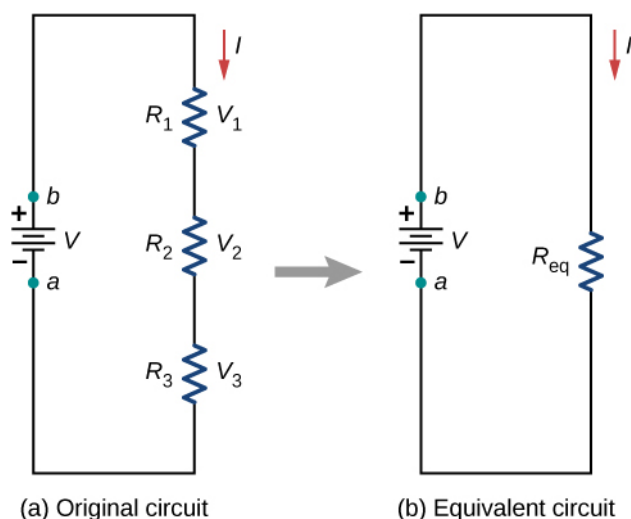 I
R1 V1
b
+
V
−
a
R2 V2
R3 V3
(a) Original circuit
I
b
+
V
−
a
Req
(b) Equivalent circuit